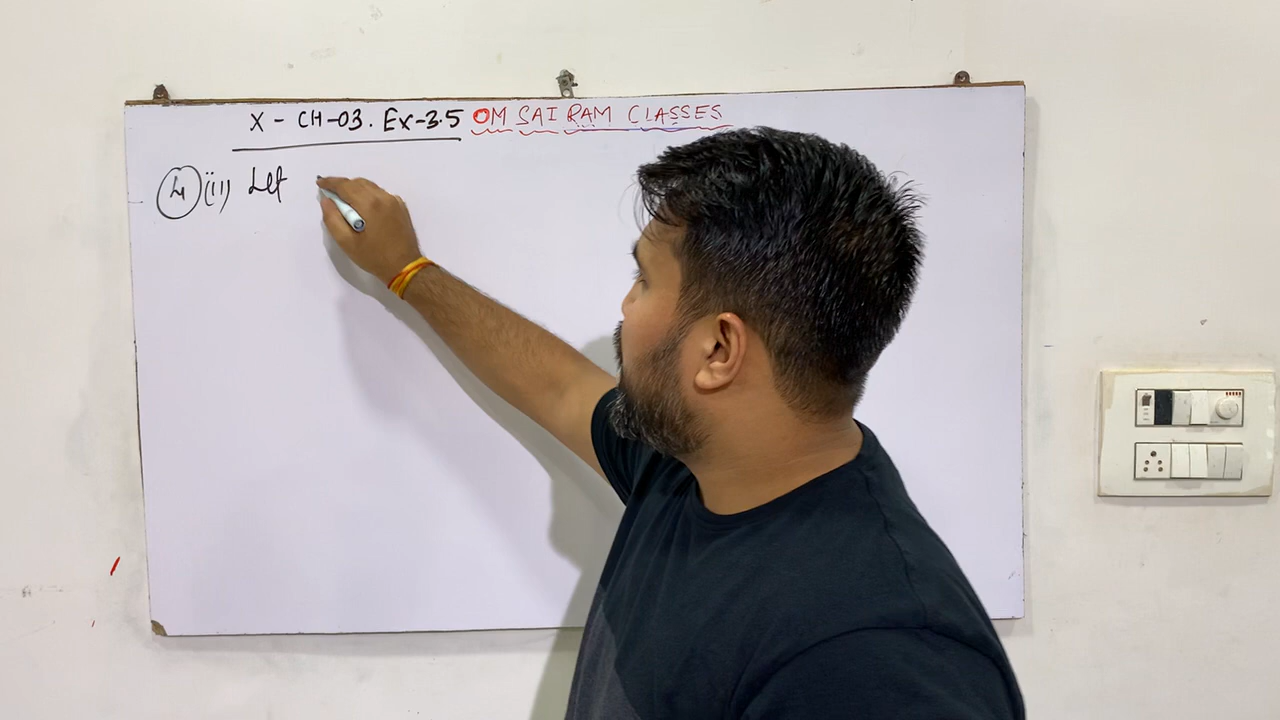 X - CH-03. Ex-3.5 OM SAI RAM CLASSES
4 (ii) Let